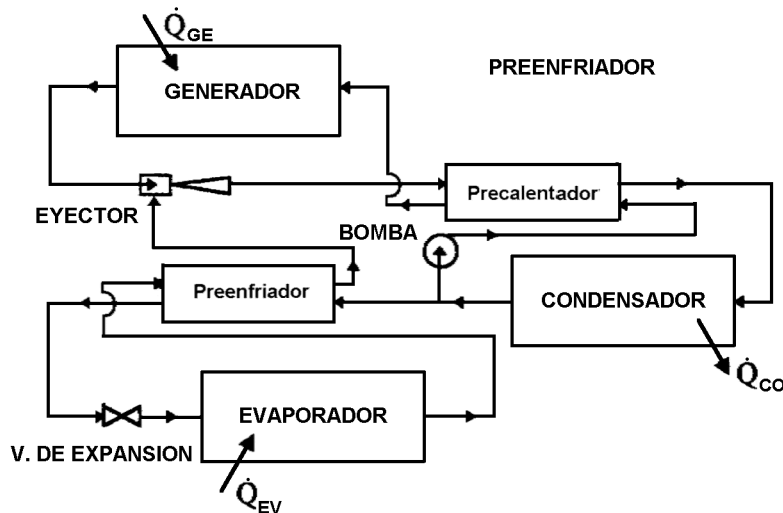 Q̇GE
GENERADOR
PREENFRIADOR
Precalentador
EYECTOR
BOMBA
Preenfriador
CONDENSADOR
Q̇CO
EVAPORADOR
V. DE EXPANSION
Q̇EV